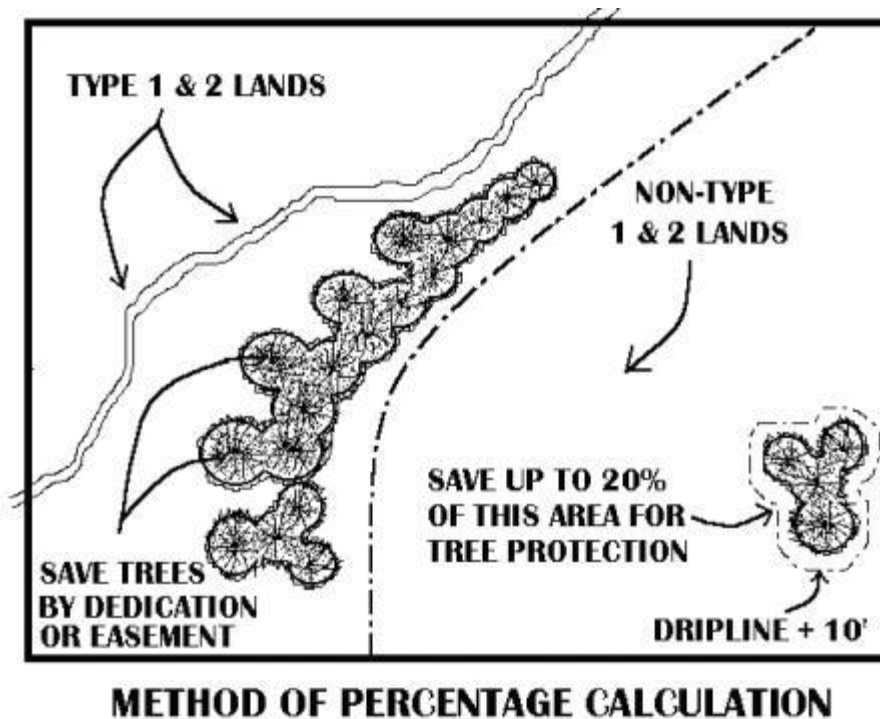 TYPE 1 & 2 LANDS
NON-TYPE
1 & 2 LANDS
SAVE UP TO 20%
OF THIS AREA FOR
TREE PROTECTION
SAVE TREES
BY DEDICATION
OR EASEMENT
DRIPLINE + 10'
METHOD OF PERCENTAGE CALCULATION